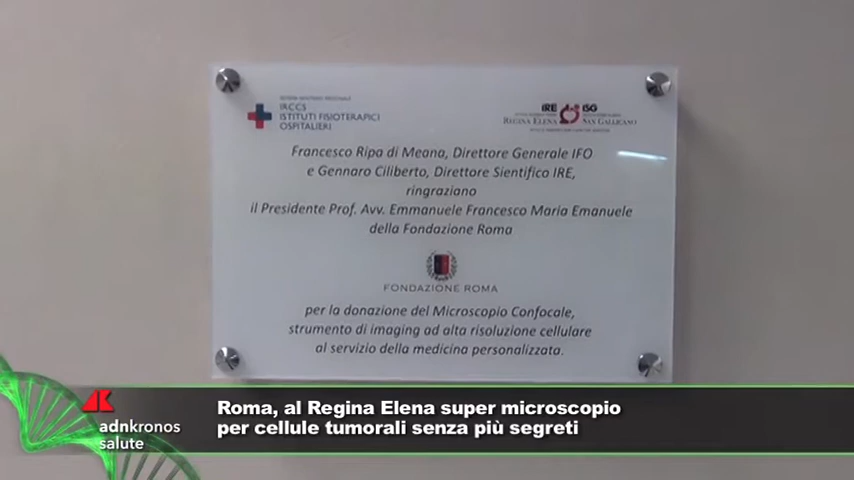 IRCCS
ISTITUTI FISIOTERAPICI
OSPITALIERI
IRE ISG
REGINA ELENA SAN GALLICANO
Francesco Ripa di Meana, Direttore Generale IFO
e Gennaro Ciliberto, Direttore Sientifico IRE,
ringraziano
il Presidente Prof. Avv. Emmanuele Francesco Maria Emanuele
della Fondazione Roma
FONDAZIONE ROMA
per la donazione del Microscopio Confocale,
strumento di imaging ad alta risoluzione cellulare
al servizio della medicina personalizzata.
Roma, al Regina Elena super microscopio
per cellule tumorali senza più segreti
adnkronos
salute